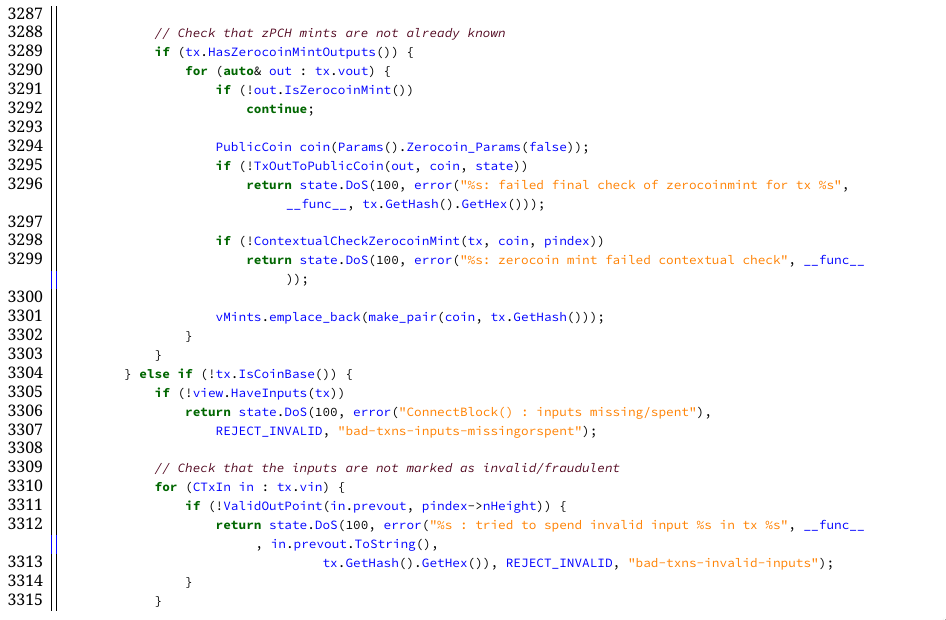 3287
3288 // Check that zPCH mints are not already known
3289 if (tx.HasZerocoinMintOutputs()) {
3290 for (auto& out : tx.vout) {
3291 if (!out.IsZerocoinMint())
3292 continue;
3293
3294 PublicCoin coin(Params().Zerocoin_Params(false));
3295 if (!TxOutToPublicCoin(out, coin, state))
3296 return state.DoS(100, error("%s: failed final check of zerocoinmint for tx %s",
__func__, tx.GetHash().GetHex()));
3297
3298 if (!ContextualCheckZerocoinMint(tx, coin, pindex))
3299 return state.DoS(100, error("%s: zerocoin mint failed contextual check", __func__
));
3300
3301 vMints.emplace_back(make_pair(coin, tx.GetHash()));
3302 }
3303 }
3304 } else if (!tx.IsCoinBase()) {
3305 if (!view.HaveInputs(tx))
3306 return state.DoS(100, error("ConnectBlock() : inputs missing/spent"),
3307 REJECT_INVALID, "bad-txns-inputs-missingorspent");
3308
3309 // Check that the inputs are not marked as invalid/fraudulent
3310 for (CTxIn in : tx.vin) {
3311 if (!ValidOutPoint(in.prevout, pindex->nHeight)) {
3312 return state.DoS(100, error("%s : tried to spend invalid input %s in tx %s", __func__
, in.prevout.ToString(),
3313 tx.GetHash().GetHex()), REJECT_INVALID, "bad-txns-invalid-inputs");
3314 }
3315 }